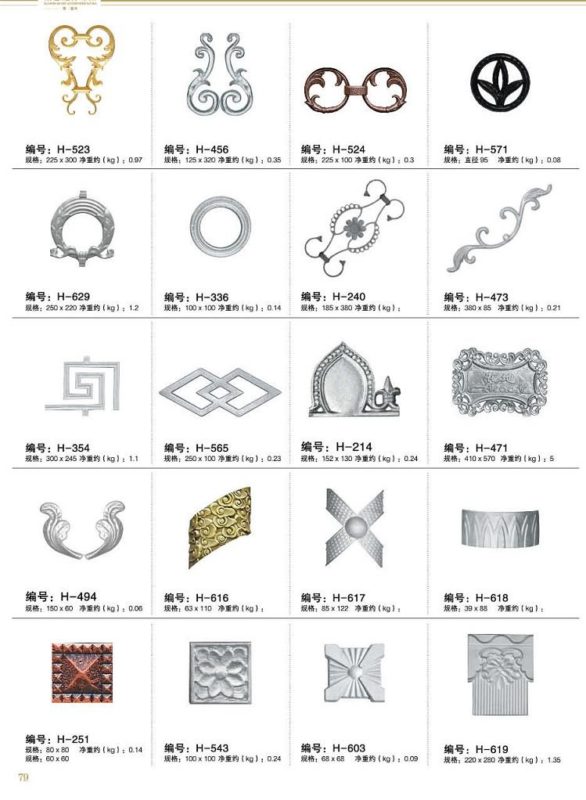 编号：H-523
规格：225 x 300 净重约（kg）：0.97
编号：H-456
规格：125 x 320 净重约（kg）：0.35
编号：H-524
规格：225 x 100 净重约（kg）：0.3
编号：H-571
规格：直径 95 净重约（kg）：0.08
编号：H-629
规格：250 x 220 净重约（kg）：1.2
编号：H-336
规格：100 x 100 净重约（kg）：0.14
编号：H-240
规格：185 x 380 净重约（kg）：
编号：H-473
规格：380 x 85 净重约（kg）：0.21
编号：H-354
规格：300 x 245 净重约（kg）：1.1
编号：H-565
规格：250 x 100 净重约（kg）：0.23
编号：H-214
规格：152 x 130 净重约（kg）：0.24
编号：H-471
规格：410 x 570 净重约（kg）：5
编号：H-494
规格：150 x 60 净重约（kg）：0.06
编号：H-616
规格：63 x 110 净重约（kg）：
编号：H-617
规格：85 x 122 净重约（kg）：
编号：H-618
规格：39 x 88 净重约（kg）：
编号：H-251
规格：80 x 80 净重约（kg）：0.14
规格：60 x 60
编号：H-543
规格：100 x 100 净重约（kg）：0.24
编号：H-603
规格：68 x 68 净重约（kg）：0.09
编号：H-619
规格：220 x 280 净重约（kg）：1.35
79